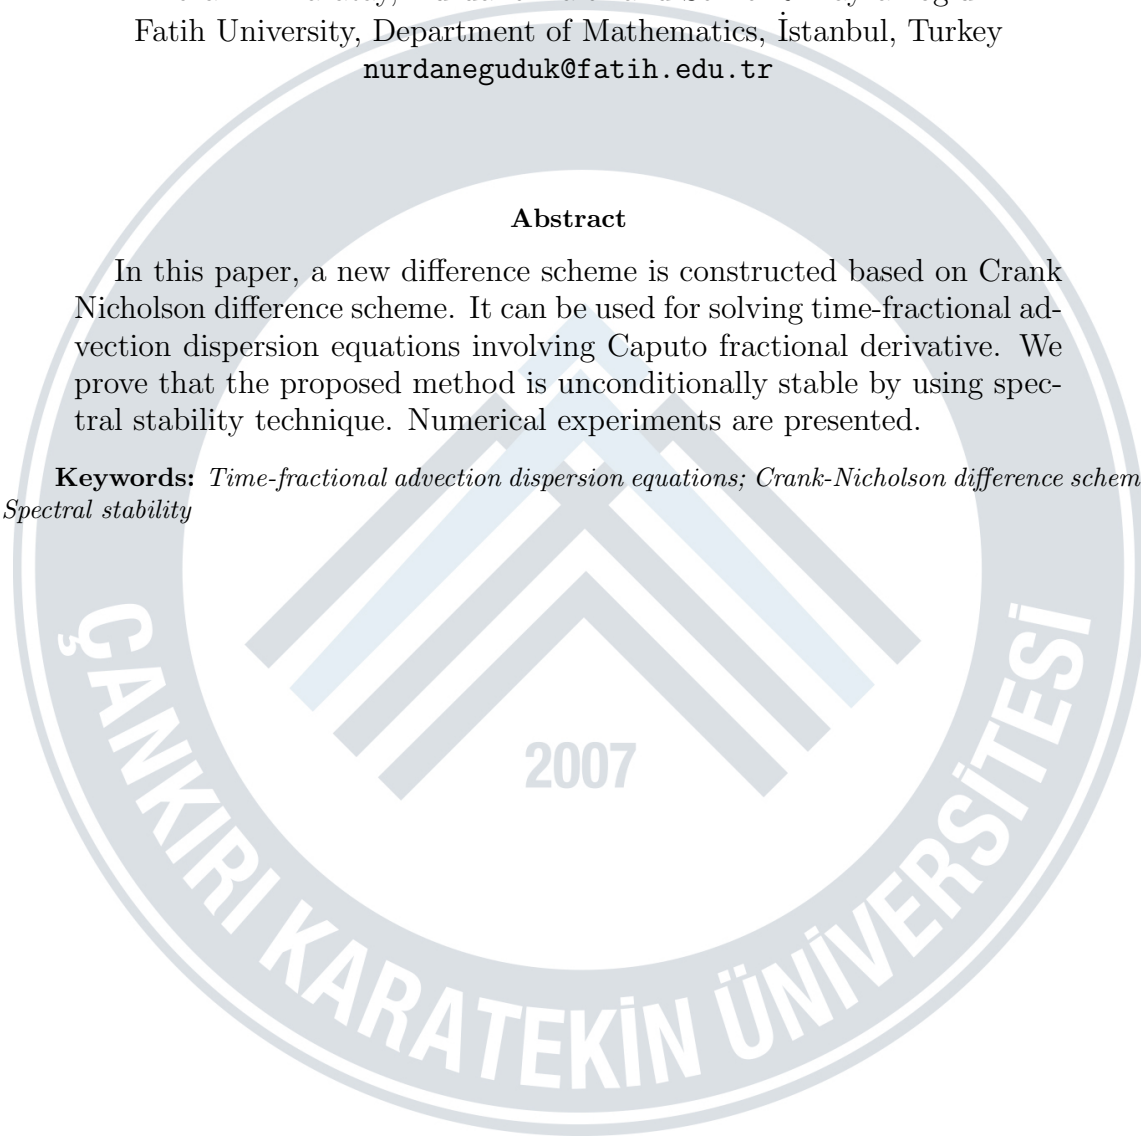 Fatih University, Department of Mathematics, İstanbul, Turkey
nurdaneguduk@fatih.edu.tr
Abstract
In this paper, a new difference scheme is constructed based on Crank
Nicholson difference scheme. It can be used for solving time-fractional ad-
vection dispersion equations involving Caputo fractional derivative. We
prove that the proposed method is unconditionally stable by using spec-
tral stability technique. Numerical experiments are presented.
Keywords: Time-fractional advection dispersion equations; Crank-Nicholson difference schem
Spectral stability
2007
ÇANKIRI KARATEKİN ÜNİVERSİTESİ